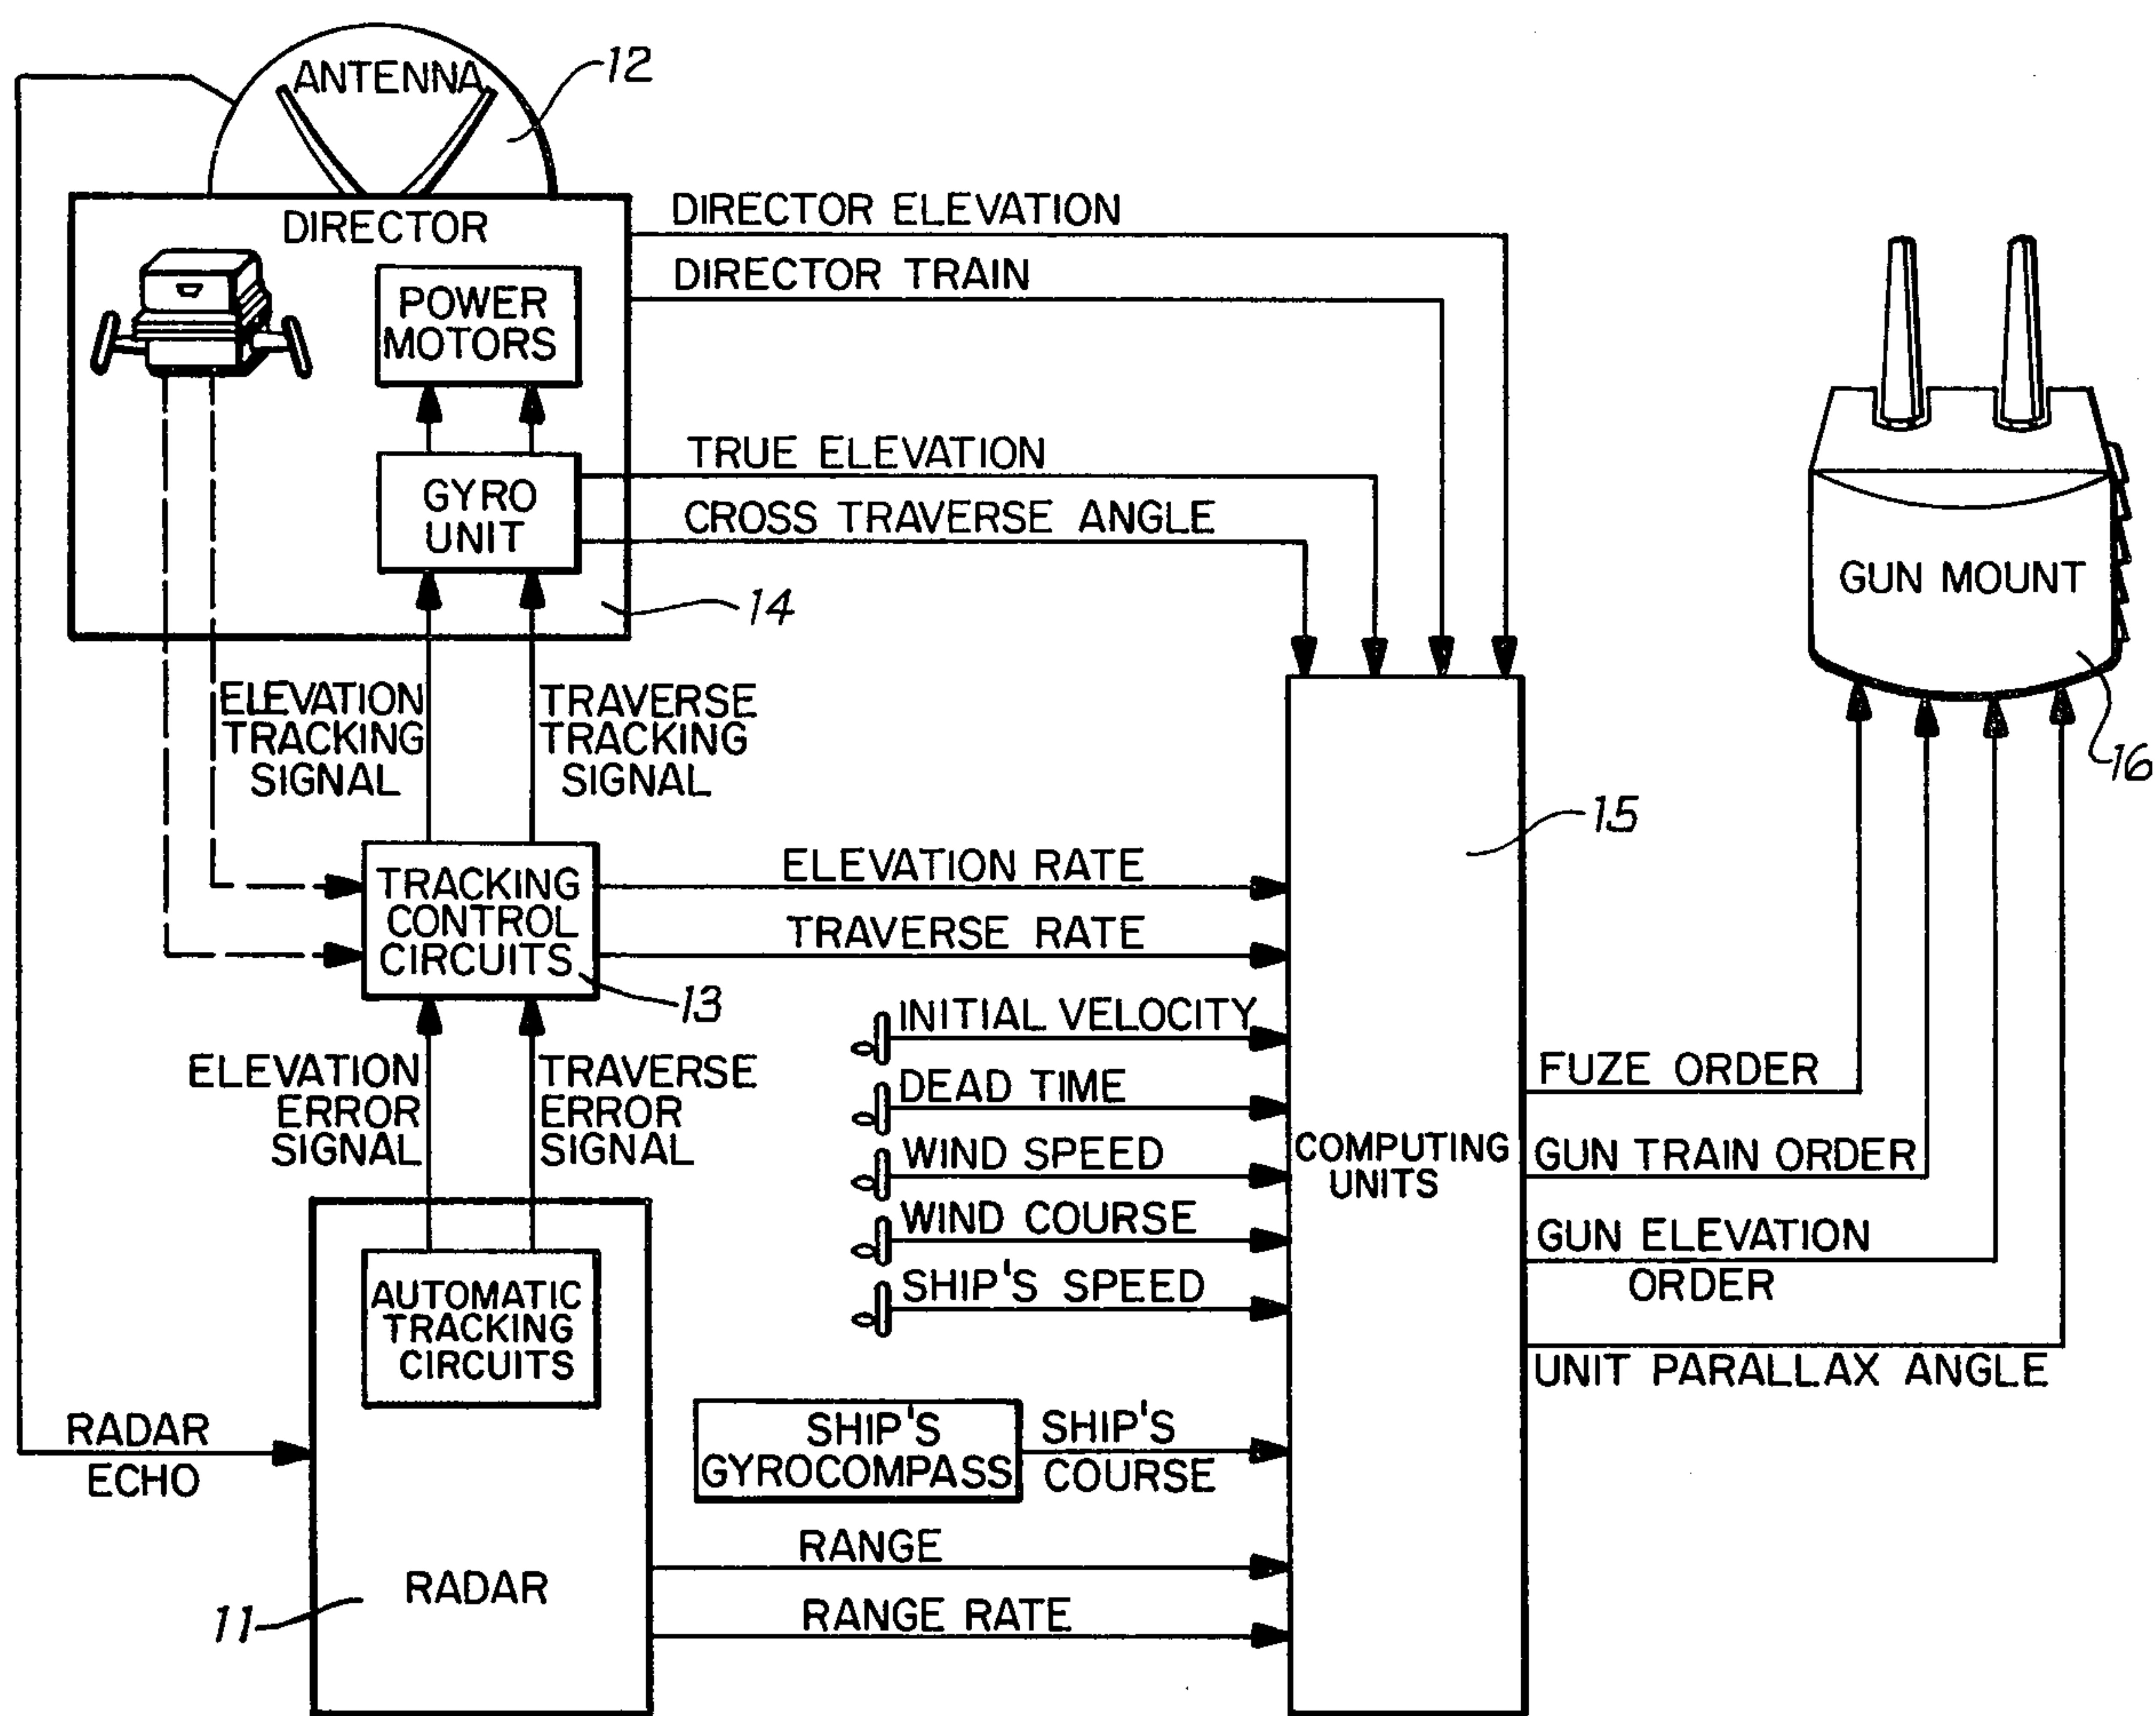 ANTENNA
12
DIRECTOR
POWER
MOTORS
GYRO
UNIT
14
DIRECTOR ELEVATION
DIRECTOR TRAIN
TRUE ELEVATION
CROSS TRAVERSE ANGLE
GUN MOUNT
16
ELEVATION
TRACKING
SIGNAL
TRAVERSE
TRACKING
SIGNAL
TRACKING
CONTROL
CIRCUITS
13
ELEVATION RATE
TRAVERSE RATE
15
INITIAL VELOCITY
DEAD TIME
WIND SPEED
WIND COURSE
SHIP'S SPEED
COMPUTING
UNITS
FUZE ORDER
GUN TRAIN ORDER
GUN ELEVATION
ORDER
UNIT PARALLAX ANGLE
ELEVATION
ERROR
SIGNAL
TRAVERSE
ERROR
SIGNAL
AUTOMATIC
TRACKING
CIRCUITS
RADAR
ECHO
SHIP'S
GYROCOMPASS
SHIP'S
COURSE
RADAR
11
RANGE
RANGE RATE